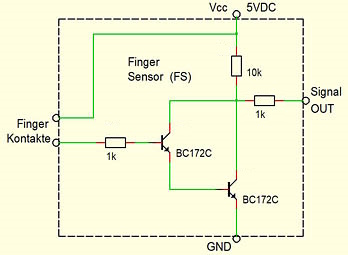 Vcc 5VDC
Finger
Sensor (FS)
10k
Signal
OUT
1k
Finger
Kontakte
1k
BC172C
BC172C
GND